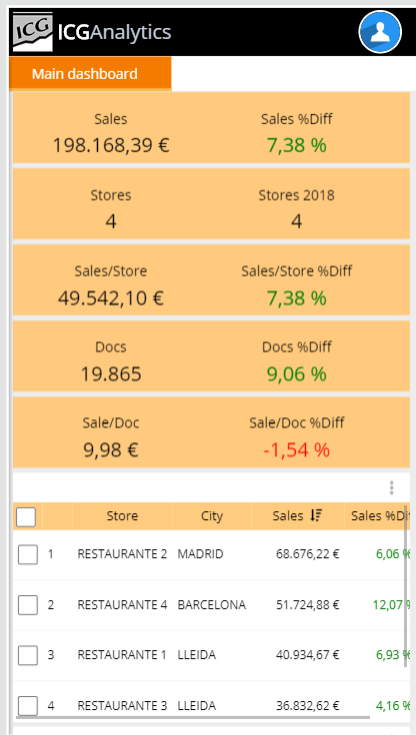 ICG ICGAnalytics
Main dashboard
Sales Sales %Diff
198.168,39 € 7,38 %
Stores Stores 2018
4 4
Sales/Store Sales/Store %Diff
49.542,10 € 7,38 %
Docs Docs %Diff
19.865 9,06 %
Sale/Doc Sale/Doc %Diff
9,98 € -1,54 %
Store City Sales Sales %Dif
1 RESTAURANTE 2 MADRID 68.676,22 € 6,06 %
2 RESTAURANTE 4 BARCELONA 51.724,88 € 12,07 %
3 RESTAURANTE 1 LLEIDA 40.934,67 € 6,93 %
4 RESTAURANTE 3 LLEIDA 36.832,62 € 4,16 %